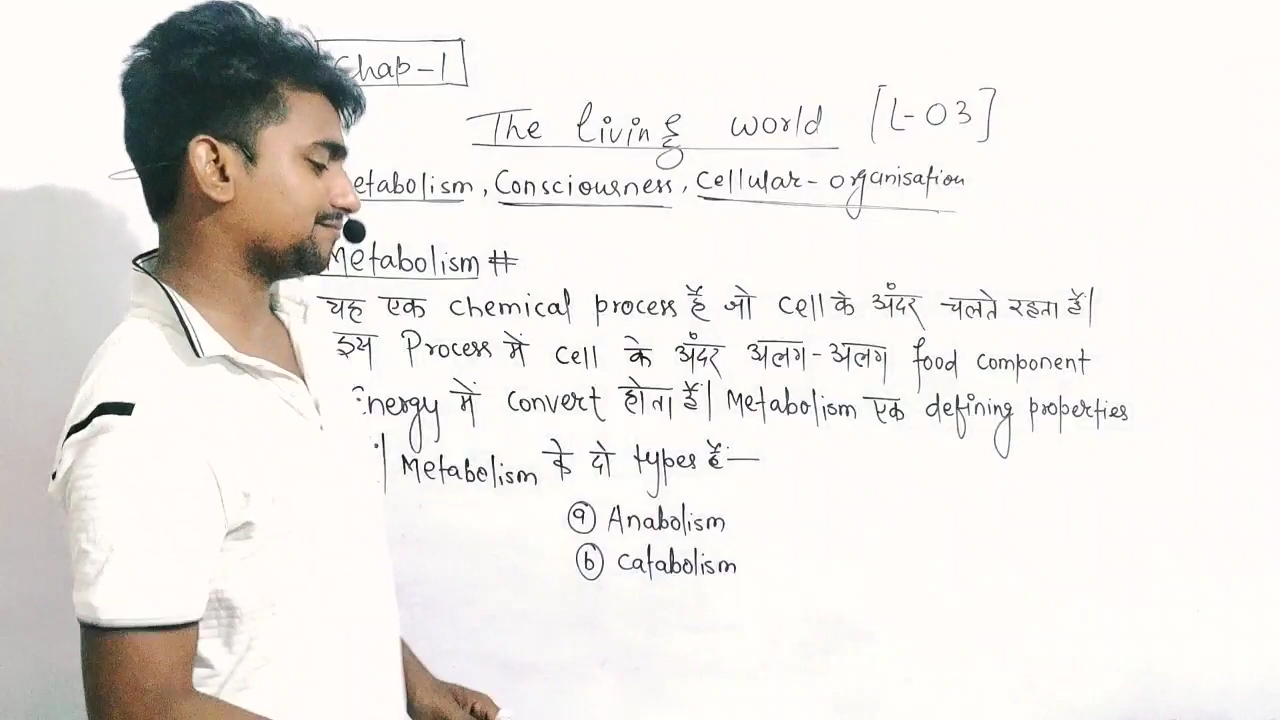 Chap-1
The living world [L-03]
etabolism, Consciousness, Cellular-organisation
Metabolism #
यह एक chemical process है जो cell के अंदर चलते रहता है|
इस Process में cell के अंदर अलग-अलग food component
Energy में convert होता है| Metabolism एक defining properties
| Metabolism के दो types है—
(a) Anabolism
(b) Catabolism